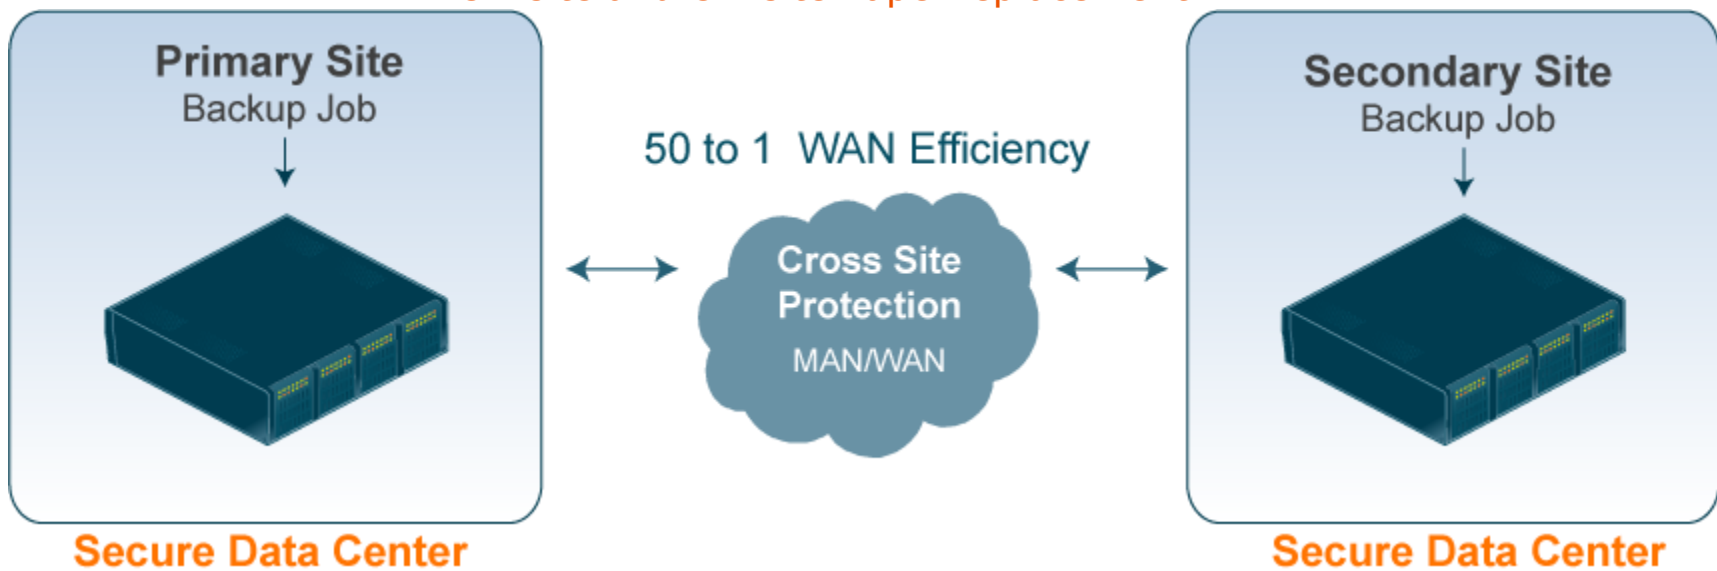 Primary Site
Backup Job
Secure Data Center
50 to 1 WAN Efficiency
Cross Site
Protection
MAN/WAN
Secondary Site
Backup Job
Secure Data Center